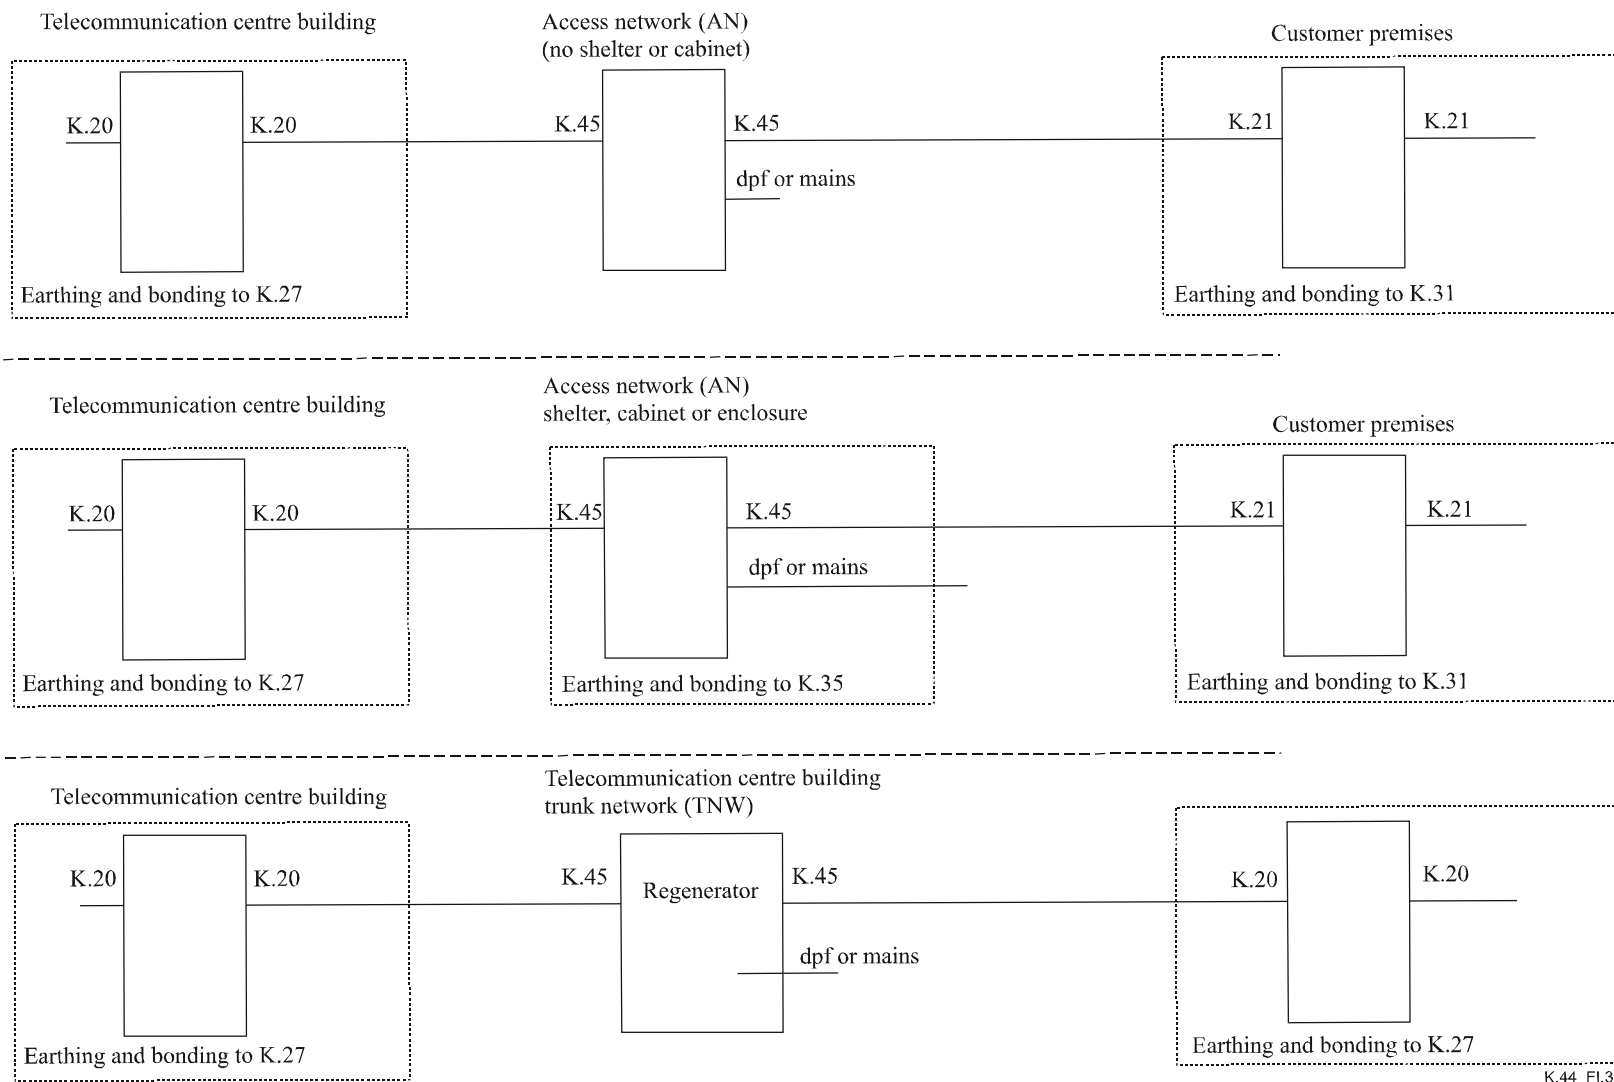 Telecommunication centre building
Access network (AN)
(no shelter or cabinet)
Customer premises
K.20
K.20
K.45
K.45
K.21
K.21
dpf or mains
Earthing and bonding to K.27
Earthing and bonding to K.31
Telecommunication centre building
Access network (AN)
shelter, cabinet or enclosure
Customer premises
K.20
K.20
K.45
K.45
K.21
K.21
dpf or mains
Earthing and bonding to K.27
Earthing and bonding to K.35
Earthing and bonding to K.31
Telecommunication centre building
Telecommunication centre building
trunk network (TNW)
K.20
K.20
K.45
Regenerator
K.45
K.20
K.20
dpf or mains
Earthing and bonding to K.27
Earthing and bonding to K.27
K.44_FI.3